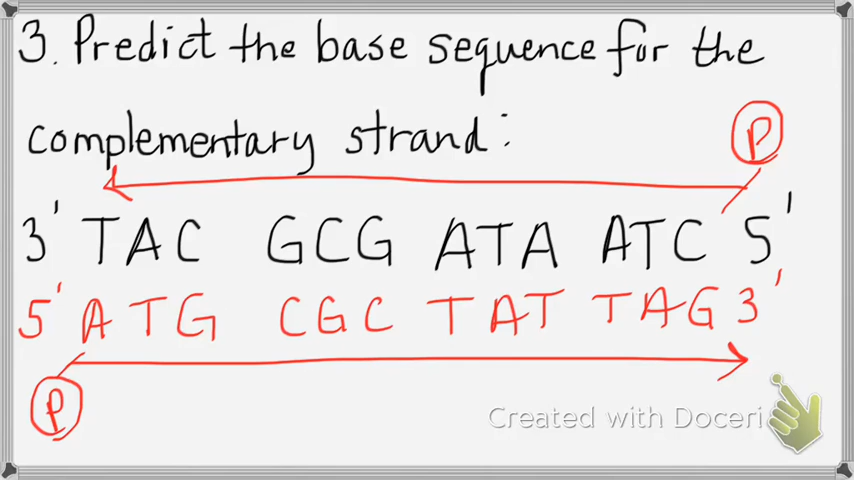 3. Predict the base sequence for the
complementary strand:
P
3' TAC GCG ATA ATC 5'
5' ATG CGC TAT TAG 3'
P
Created with Doceri